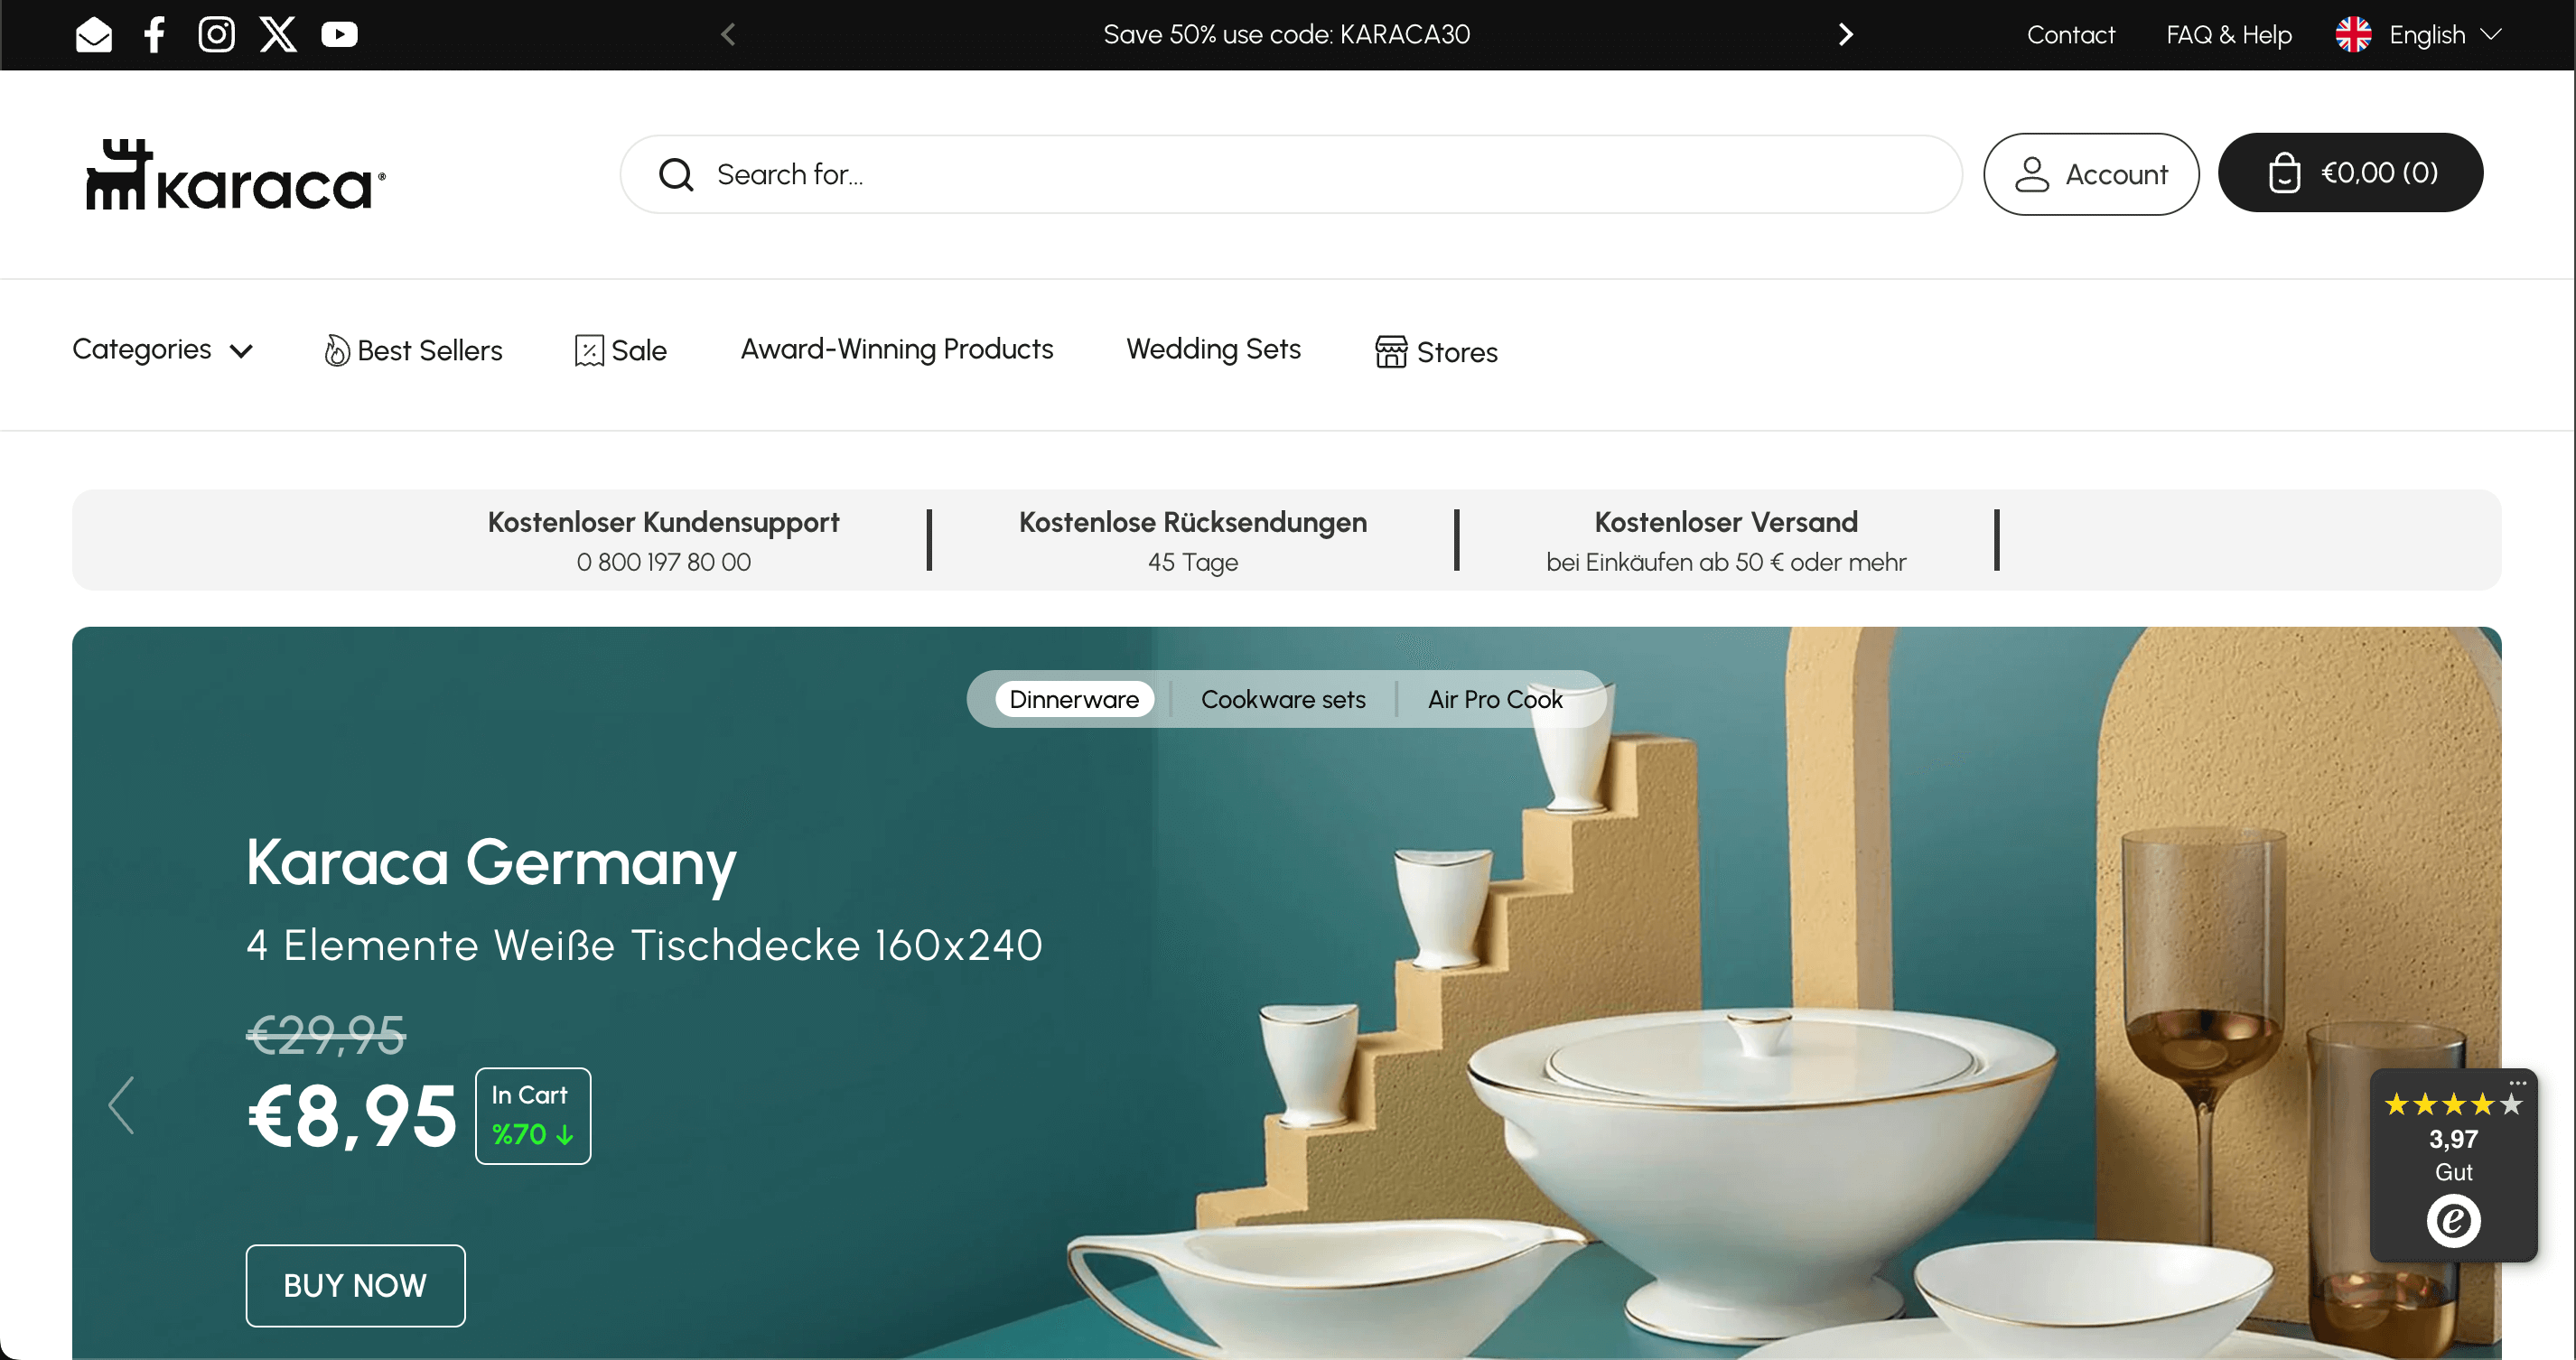 Save 50% use code: KARACA30
Contact
FAQ & Help
English
karaca®
Search for...
Account
€0,00 (0)
Categories
Best Sellers
Sale
Award-Winning Products
Wedding Sets
Stores
Kostenloser Kundensupport
0 800 197 80 00
Kostenlose Rücksendungen
45 Tage
Kostenloser Versand
bei Einkäufen ab 50 € oder mehr
Dinnerware
Cookware sets
Air Pro Cook
Karaca Germany
4 Elemente Weiße Tischdecke 160x240
€29,95
€8,95
In Cart
%70 ↓
BUY NOW
3,97
Gut
e